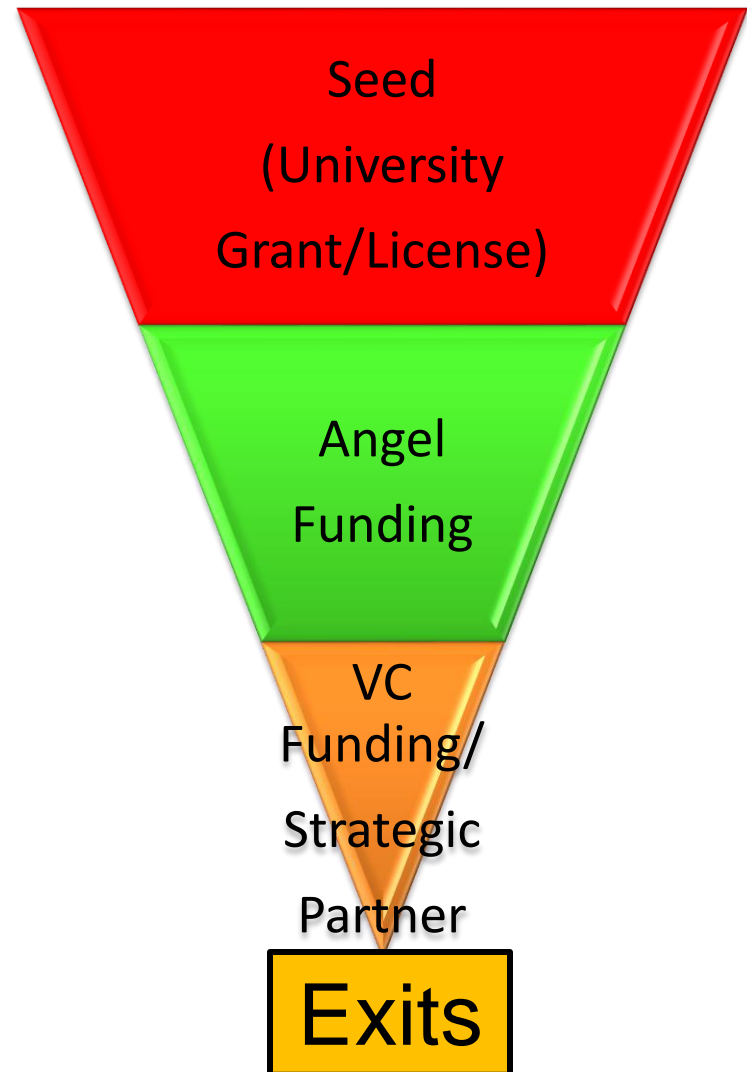 Seed
(University
Grant/License)
Angel
Funding
VC
Funding/
Strategic
Partner
Exits